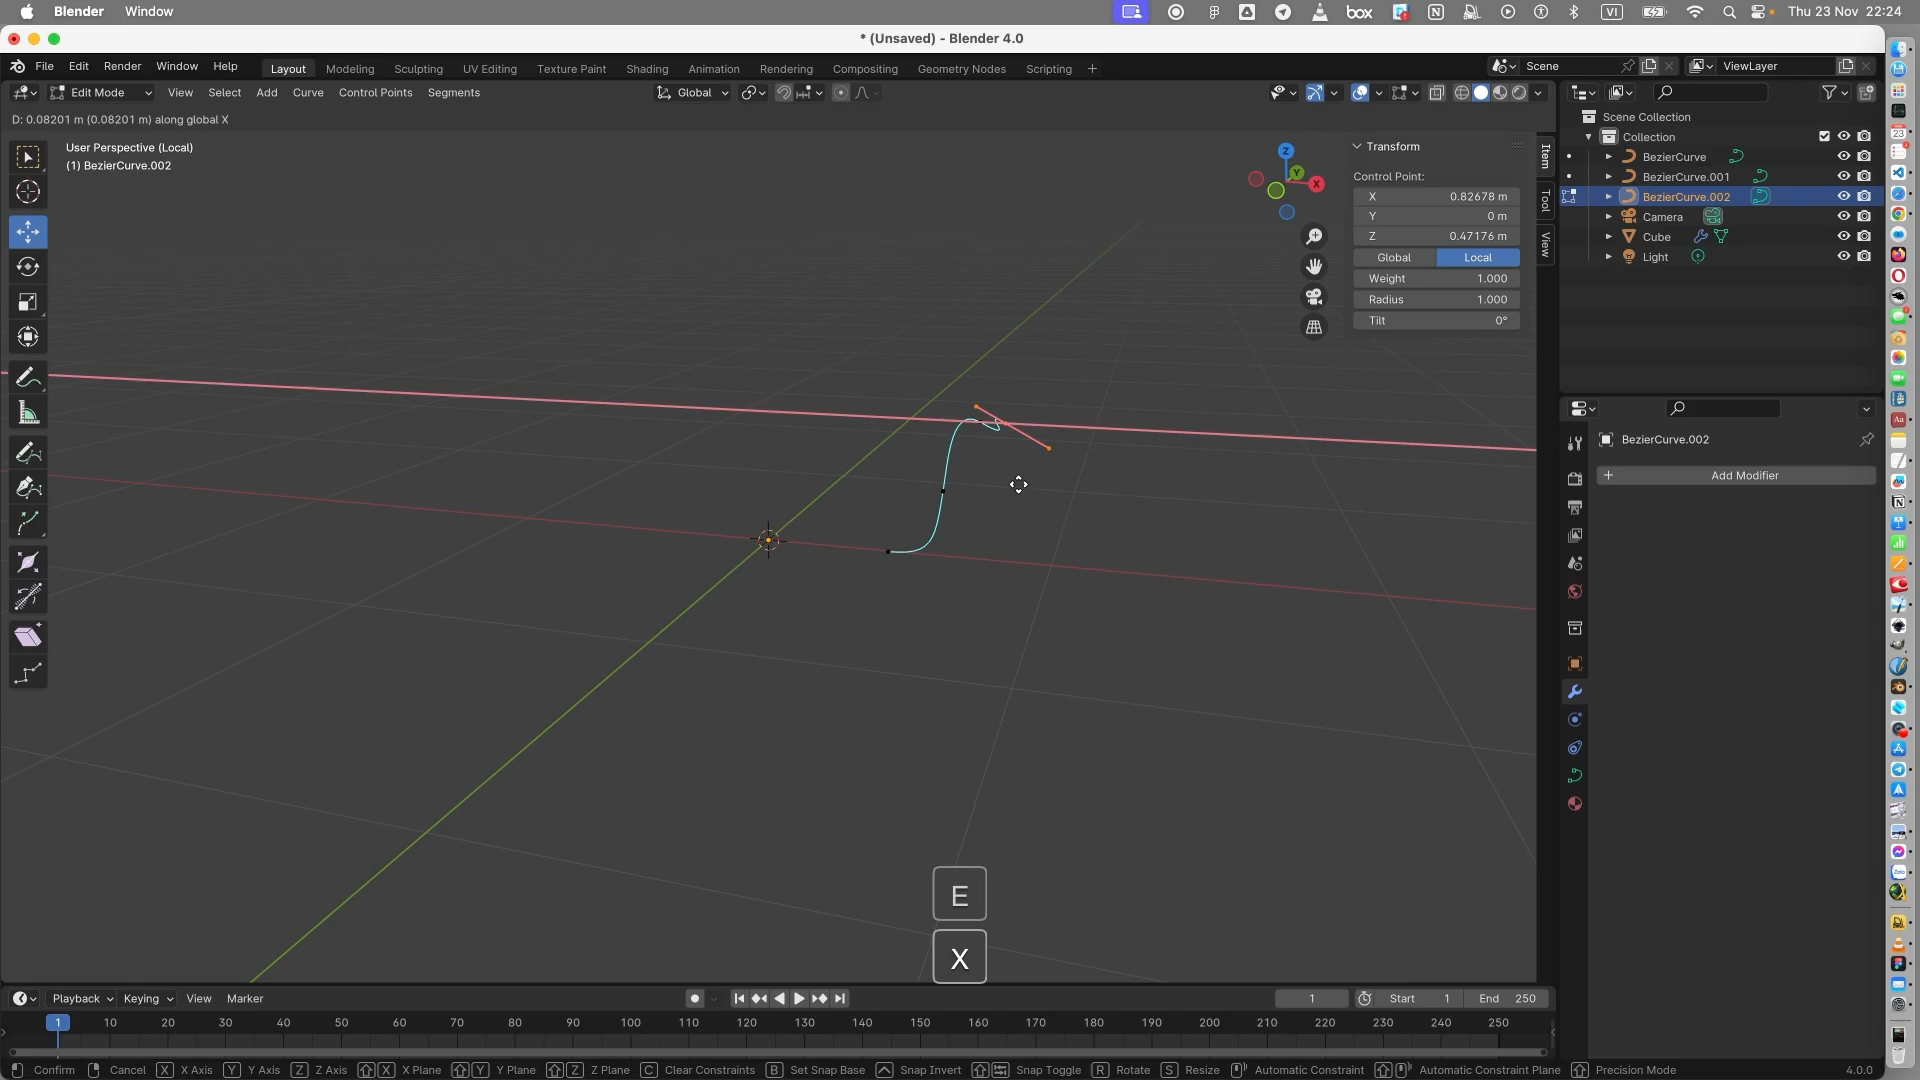 Blender Window box VI Thu 23 Nov 22:24
* (Unsaved) - Blender 4.0
File Edit Render Window Help Layout Modeling Sculpting UV Editing Texture Paint Shading Animation Rendering Compositing Geometry Nodes Scripting + Scene ViewLayer
Edit Mode View Select Add Curve Control Points Segments Global
D: 0.08201 m (0.08201 m) along global X
User Perspective (Local)
(1) BezierCurve.002
Z
Y
X
Transform
Control Point:
X 0.82678 m
Y 0 m
Z 0.47176 m
Global Local
Weight 1.000
Radius 1.000
Tilt 0°
Item
Tool
View
Scene Collection
Collection
BezierCurve
BezierCurve.001
BezierCurve.002
Camera
Cube
Light
BezierCurve.002
+ Add Modifier
E
X
Playback Keying View Marker 1 Start 1 End 250
1 10 20 30 40 50 60 70 80 90 100 110 120 130 140 150 160 170 180 190 200 210 220 230 240 250
Confirm Cancel X X Axis Y Y Axis Z Z Axis X X Plane Y Y Plane Z Z Plane C Clear Constraints B Set Snap Base Snap Invert Snap Toggle R Rotate S Resize Automatic Constraint Automatic Constraint Plane Precision Mode 4.0.0